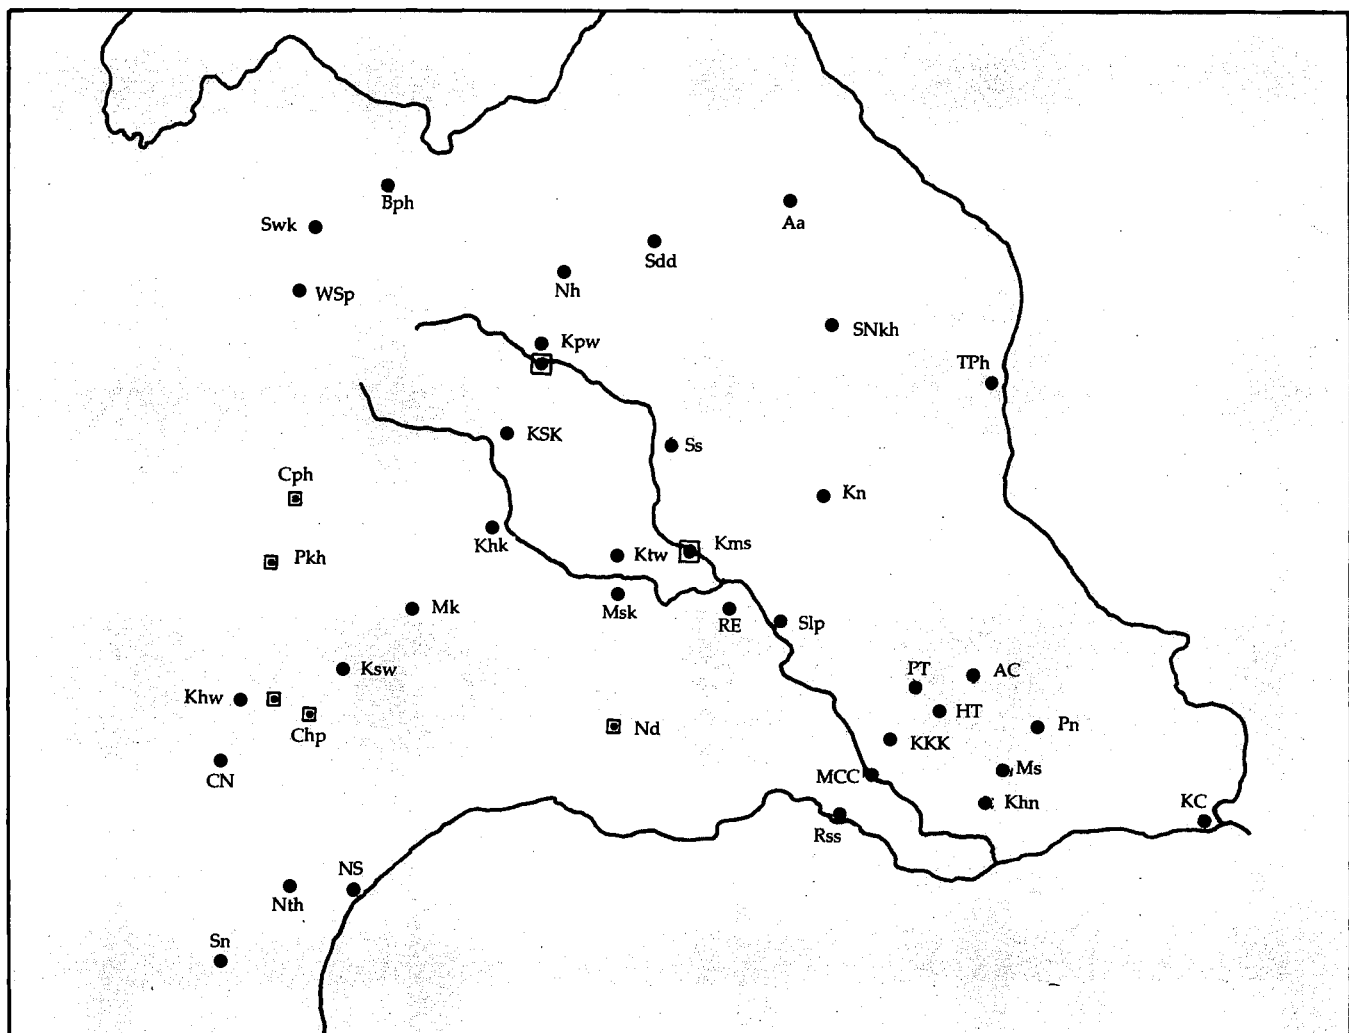 Bph
Swk
Aa
Sdd
Nh
WSp
SNkh
Kpw
TPh
KSK
Ss
Cph
Kn
Khk
Ktw
Kms
Pkh
Mk
Msk
RE
Slp
Ksw
PT
AC
Khw
HT
Chp
Nd
Pn
KKK
CN
MCC
Ms
Khn
KC
Rss
NS
Nth
Sn